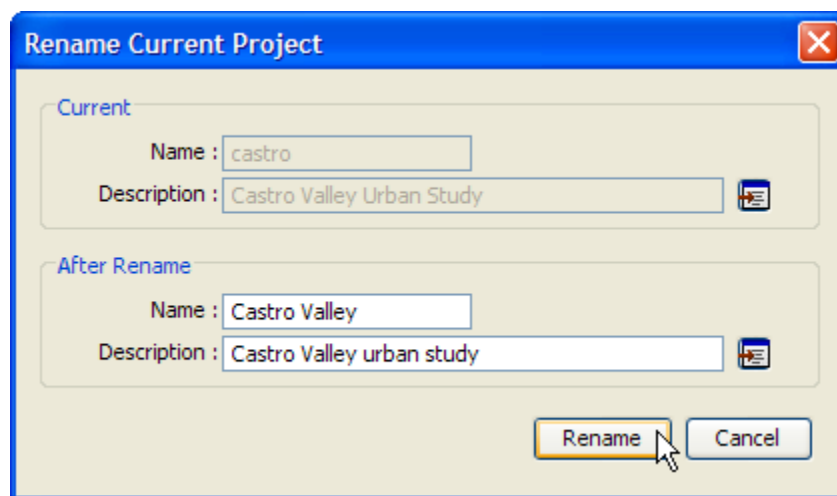 Rename Current Project
Current
Name : castro
Description : Castro Valley Urban Study
After Rename
Name : Castro Valley
Description : Castro Valley urban study
Rename Cancel